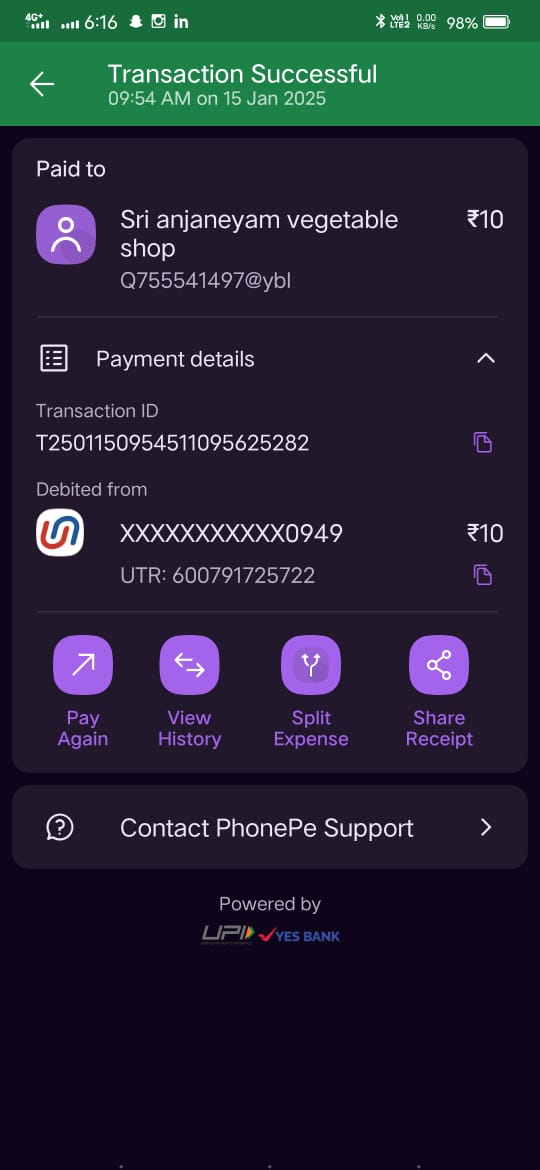 4G+ 6:16 in Vo) 1 LTE2 0.00 KB/s 98%
Transaction Successful
09:54 AM on 15 Jan 2025
Paid to
Sri anjaneyam vegetable ₹10
shop
Q755541497@ybl
Payment details
Transaction ID
T2501150954511095625282
Debited from
XXXXXXXXXXX0949 ₹10
UTR: 600791725722
Pay Again
View History
Split Expense
Share Receipt
Contact PhonePe Support
Powered by
UPI YES BANK